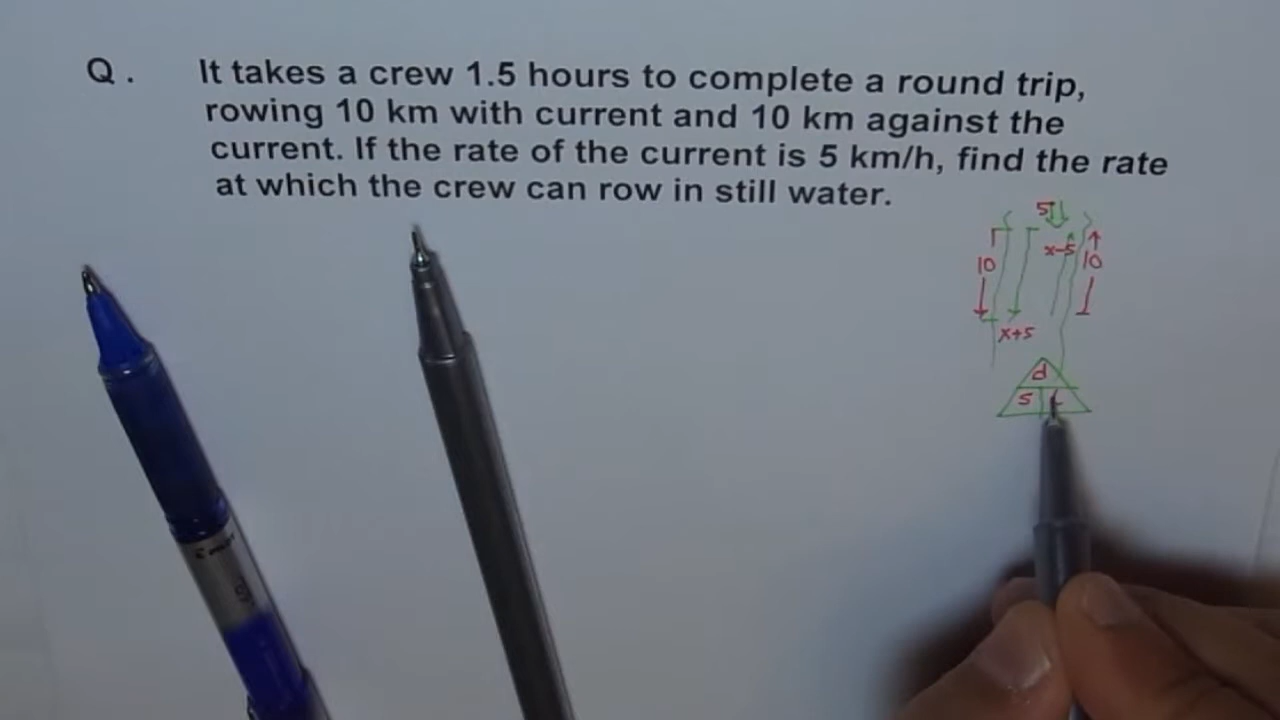 Q. It takes a crew 1.5 hours to complete a round trip,
rowing 10 km with current and 10 km against the
current. If the rate of the current is 5 km/h, find the rate
at which the crew can row in still water.
5
10 x-5 10
x+5
d
s t